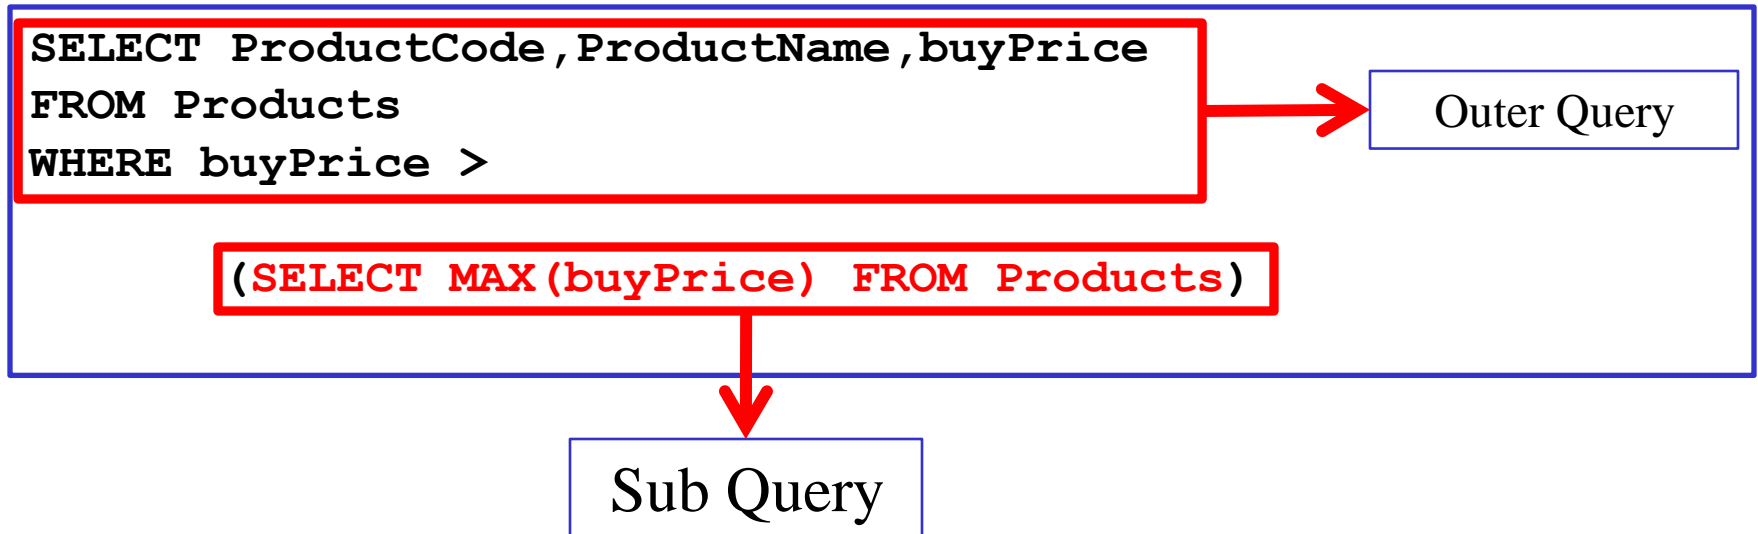 SELECT ProductCode,ProductName,buyPrice
FROM Products
WHERE buyPrice >
Outer Query
(SELECT MAX(buyPrice) FROM Products)
Sub Query